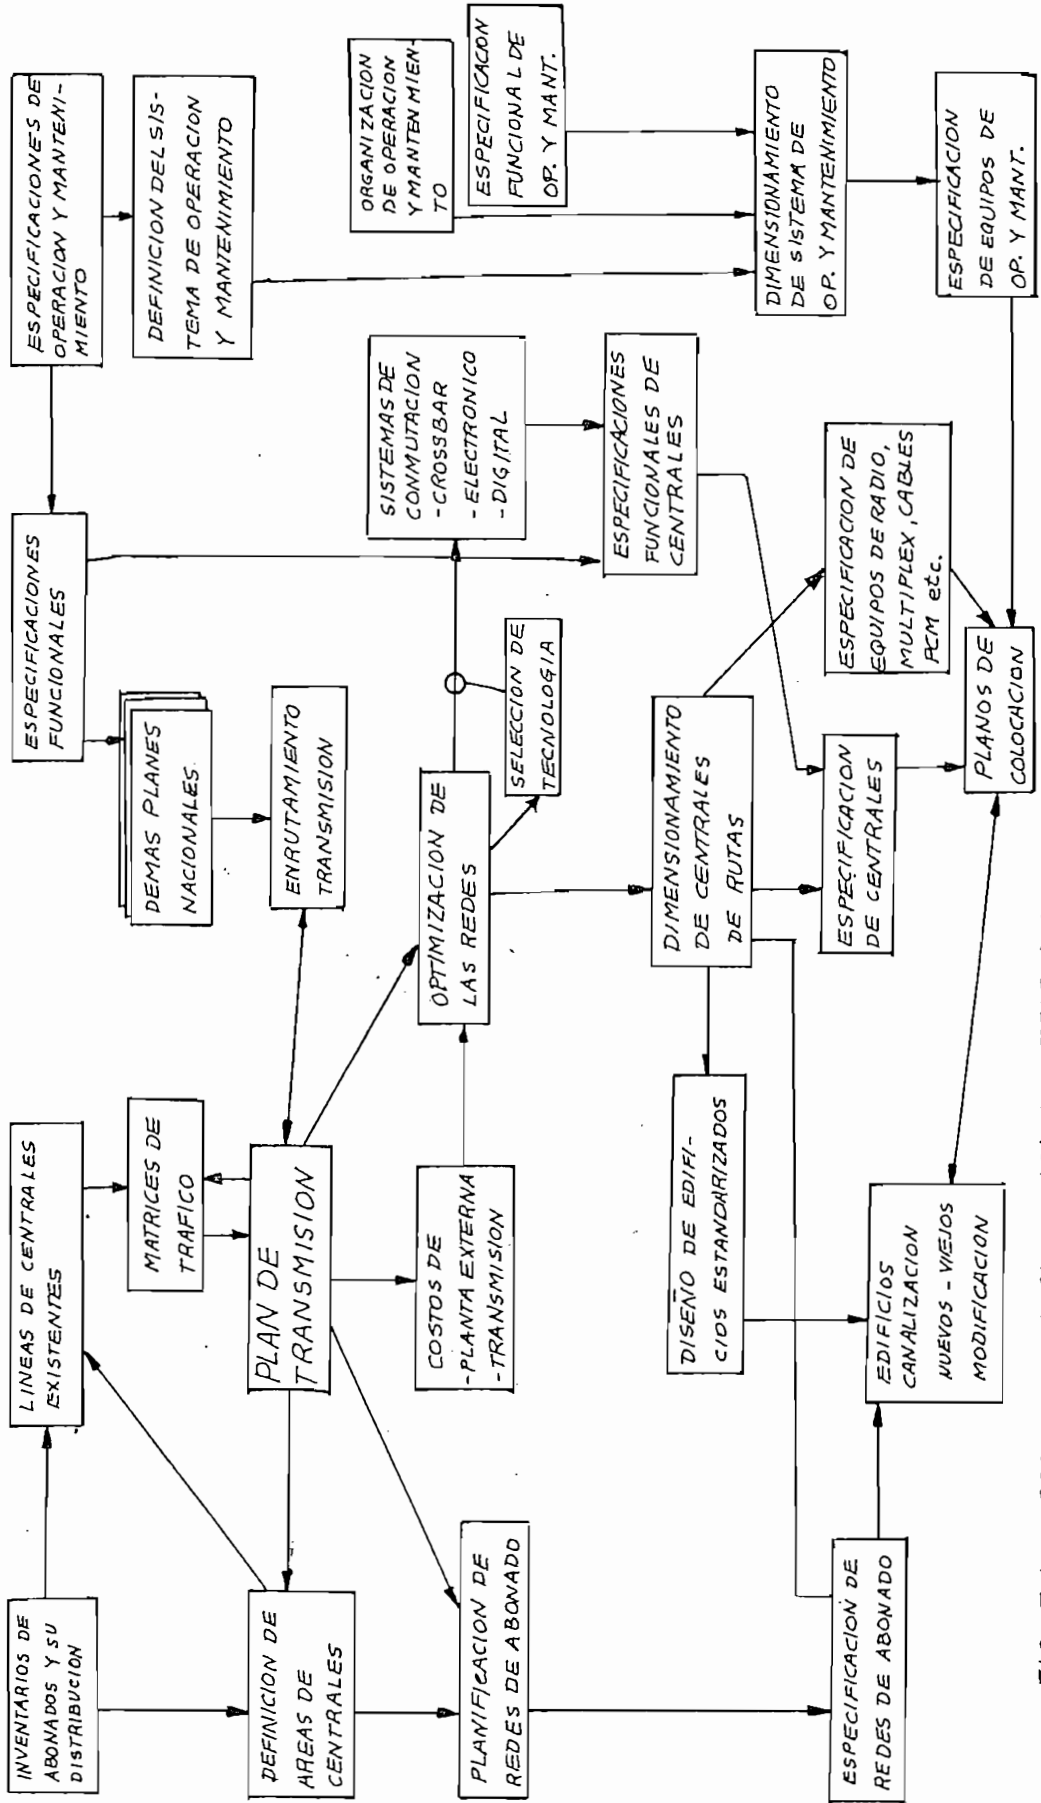 INVENTARIOS DE
ABONADOS Y SU
DISTRIBUCION
LINEAS DE CENTRALES
EXISTENTES
ESPECIFICACIONES
FUNCIONALES
ESPECIFICACIONES DE
OPERACION Y MANTENI-
MIENTO
MATRICES DE
TRAFICO
DEMAS PLANES
NACIONALES.
DEFINICION DEL SIS-
TEMA DE OPERACION
Y MANTENIMIENTO
DEFINICION DE
AREAS DE
CENTRALES
PLAN DE
TRANSMISION
ENRUTAMIENTO
TRANSMISION
SISTEMAS DE
CONMUTACION
- CROSSBAR
- ELECTRONICO
- DIGITAL
ORGANIZACION
DE OPERACION
Y MANTENMIEN-
TO
COSTOS DE
-PLANTA EXTERNA
-TRANSMISION
OPTIMIZACION DE
LAS REDES
SELECCION DE
TECNOLOGIA
ESPECIFICACION
FUNCIONAL DE
OP. Y MANT.
PLANIFICACION DE
REDES DE ABONADO
ESPECIFICACIONES
FUNCIONALES DE
CENTRALES
DISEÑO DE EDIFI-
CIOS ESTANDARIZADOS
DIMENSIONAMIENTO
DE CENTRALES
DE RUTAS
DIMENSIONAMIENTO
DE SISTEMA DE
OP. Y MANTENIMIENTO
ESPECIFICACION DE
REDES DE ABONADO
EDIFICIOS
CANALIZACION
NUEVOS - VIEJOS
MODIFICACION
ESPECIFICACION
DE CENTRALES
ESPECIFICACION DE
EQUIPOS DE RADIO,
MULTIPLEX, CABLES
PCM etc.
ESPECIFICACION
DE EQUIPOS DE
OP. Y MANT.
PLANOS DE
COLOCACION